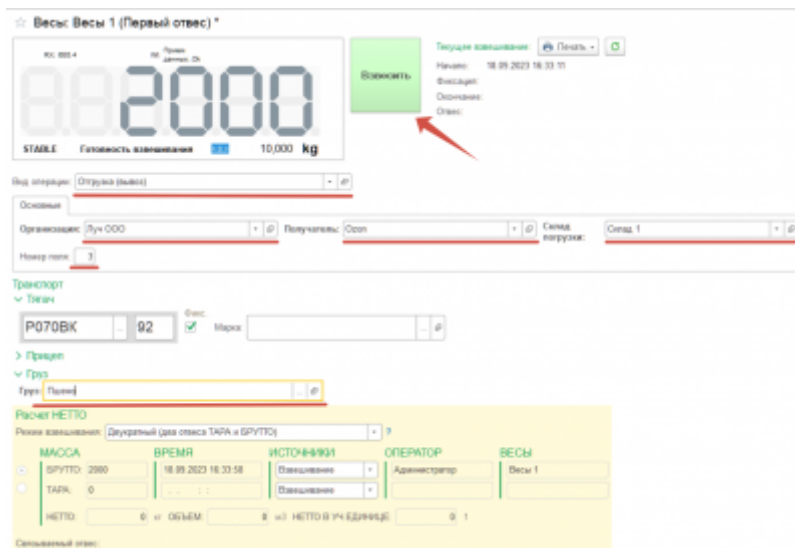 Весы: Весы 1 (Первый отвес) *
2000
STABLE Готовность взвешивания 10,000 kg
Взвесить
Текущее взвешивание: Печать
Начало: 18.09.2023 16:33:11
Фиксация:
Окончание:
Отвес:
Вид операции: Отгрузка (вывоз)
Основные
Организация: Луч ООО Получатель: Ozon Склад погрузки: Склад 1
Номер поля: 3
Транспорт
Тягач
Р070ВК 92 Фикс. Марка:
Прицеп
Груз
Груз: Пшено
Расчет НЕТТО
Режим взвешивания: Двукратный (два отвеса ТАРА и БРУТТО) ?
МАССА ВРЕМЯ ИСТОЧНИКИ ОПЕРАТОР ВЕСЫ
БРУТТО: 2000 18.09.2023 16:33:58 Взвешивание Администратор Весы 1
ТАРА: 0 . . : : Взвешивание
НЕТТО: 0 кг ОБЪЕМ: 0 м3 НЕТТО В УЧ.ЕДИНИЦЕ: 0 т
Связываемый отвес: